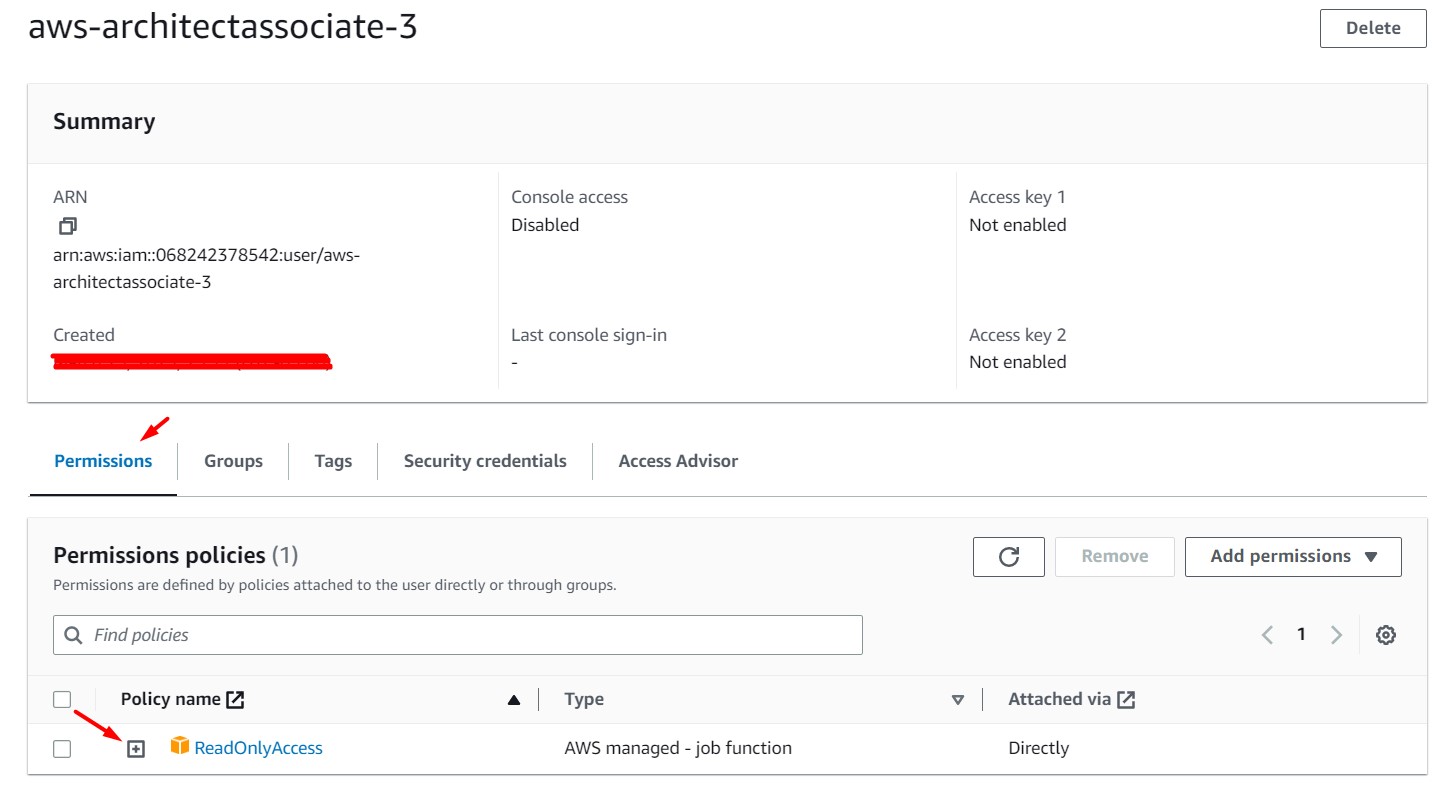 aws-architectassociate-3
Delete
Summary
ARN
arn:aws:iam::068242378542:user/aws-
architectassociate-3
Console access
Disabled
Access key 1
Not enabled
Created
Last console sign-in
-
Access key 2
Not enabled
Permissions
Groups
Tags
Security credentials
Access Advisor
Permissions policies (1)
Permissions are defined by policies attached to the user directly or through groups.
Remove
Add permissions
Find policies
1
Policy name
Type
Attached via
ReadOnlyAccess
AWS managed - job function
Directly